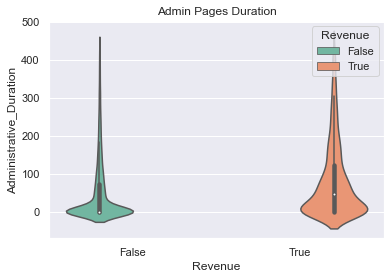 Admin Pages Duration
Administrative_Duration
500
400
300
200
100
0
Revenue
False
True
False
True
Revenue